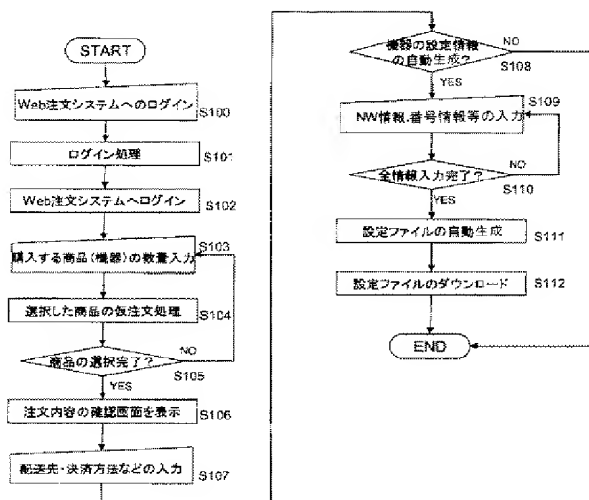 START
Web注文システムへのログイン
S100
ログイン処理
S101
Web注文システムへログイン
S102
S103
購入する商品(機器)の数量入力
選択した商品の仮注文処理
S104
商品の選択完了?
NO
S105
YES
注文内容の確認画面を表示
S106
配送先・決済方法などの入力
S107
機器の設定情報
の自動生成?
NO
S108
YES
S109
NW情報,番号情報等の入力
全情報入力完了?
NO
S110
YES
設定ファイルの自動生成
S111
設定ファイルのダウンロード
S112
END